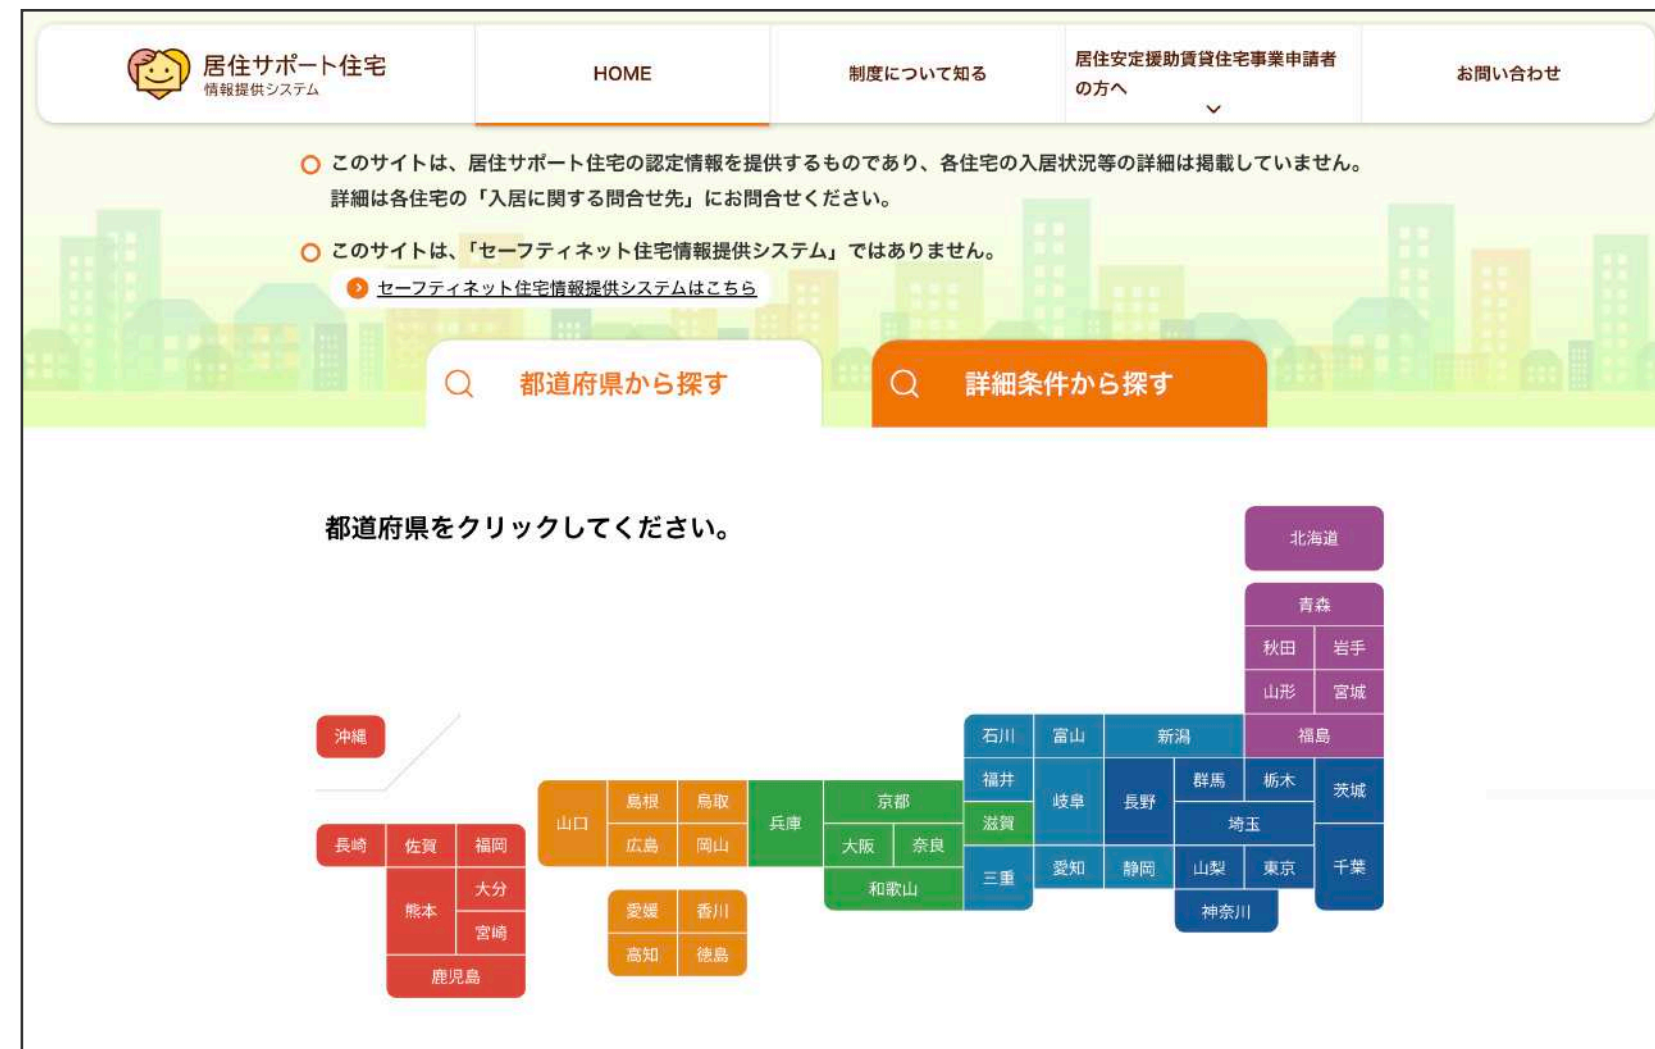 居住サポート住宅
情報提供システム
HOME
制度について知る
居住安定援助賃貸住宅事業申請者
の方へ
お問い合わせ
このサイトは、居住サポート住宅の認定情報を提供するものであり、各住宅の入居状況等の詳細は掲載していません。
詳細は各住宅の「入居に関する問合せ先」にお問合せください。
このサイトは、「セーフティネット住宅情報提供システム」ではありません。
セーフティネット住宅情報提供システムはこちら
都道府県から探す
詳細条件から探す
都道府県をクリックしてください。
北海道
青森
秋田 岩手
山形 宮城
沖縄
石川 富山 新潟 福島
福井 岐阜 長野 群馬 栃木 茨城
山口 島根 鳥取 兵庫 京都 滋賀 埼玉
長崎 佐賀 福岡 広島 岡山 大阪 奈良
三重 愛知 静岡 山梨 東京 千葉
熊本 大分 和歌山
愛媛 香川 神奈川
宮崎
高知 徳島
鹿児島